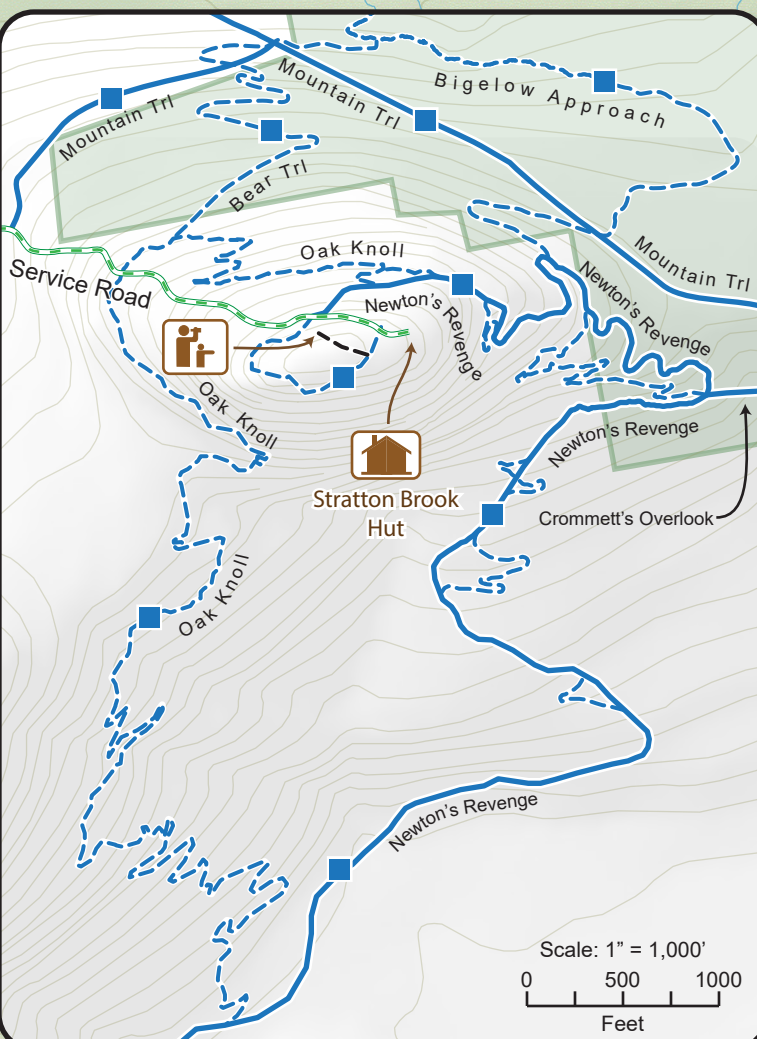 Bigelow Approach
Mountain Trl
Mountain Trl
Bear Trl
Oak Knoll
Mountain Trl
Service Road
Newton's Revenge
Newton's Revenge
Oak Knoll
Newton's Revenge
Stratton Brook
Hut
Crommett's Overlook
Oak Knoll
Newton's Revenge
Scale: 1” = 1,000’
0 500 1000
Feet